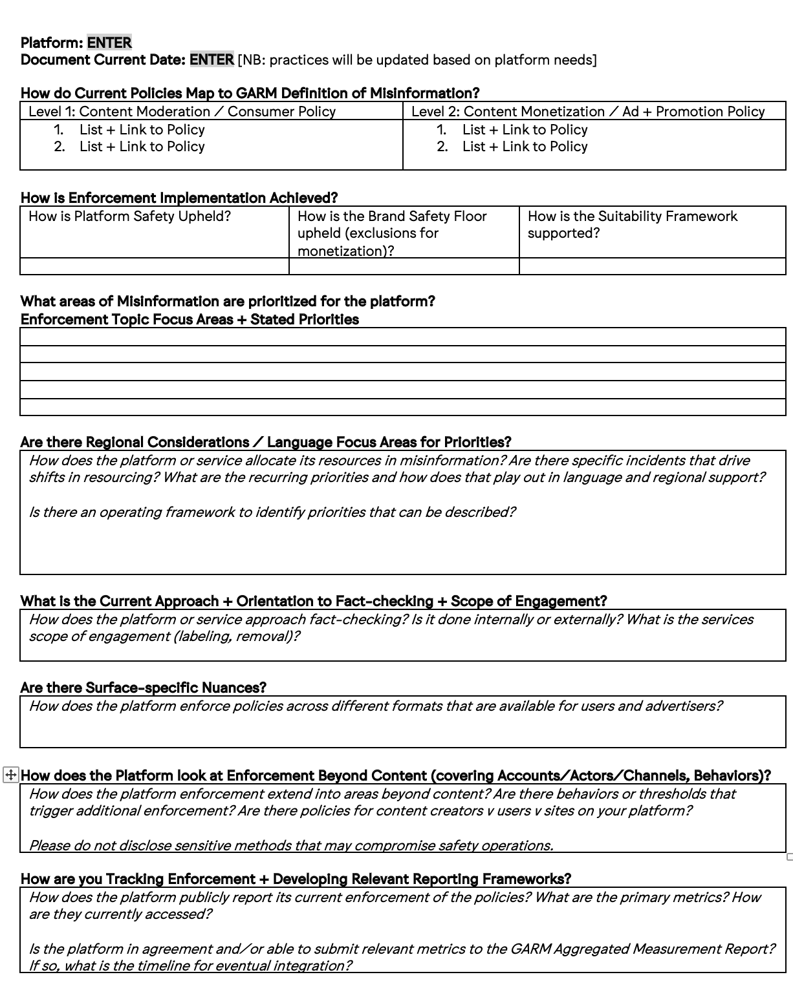 Platform: ENTER
Document Current Date: ENTER [NB: practices will be updated based on platform needs]
How do Current Policies Map to GARM Definition of Misinformation?
Level 1: Content Moderation / Consumer Policy
Level 2: Content Monetization / Ad + Promotion Policy
1. List + Link to Policy
2. List + Link to Policy
1. List + Link to Policy
2. List + Link to Policy
How is Enforcement Implementation Achieved?
How is Platform Safety Upheld?
How is the Brand Safety Floor
upheld (exclusions for
monetization)?
How is the Suitability Framework
supported?
What areas of Misinformation are prioritized for the platform?
Enforcement Topic Focus Areas + Stated Priorities
Are there Regional Considerations / Language Focus Areas for Priorities?
How does the platform or service allocate its resources in misinformation? Are there specific incidents that drive
shifts in resourcing? What are the recurring priorities and how does that play out in language and regional support?
Is there an operating framework to identify priorities that can be described?
What is the Current Approach + Orientation to Fact-checking + Scope of Engagement?
How does the platform or service approach fact-checking? Is it done internally or externally? What is the services
scope of engagement (labeling, removal)?
Are there Surface-specific Nuances?
How does the platform enforce policies across different formats that are available for users and advertisers?
How does the Platform look at Enforcement Beyond Content (covering Accounts/Actors/Channels, Behaviors)?
How does the platform enforcement extend into areas beyond content? Are there behaviors or thresholds that
trigger additional enforcement? Are there policies for content creators v users v sites on your platform?
Please do not disclose sensitive methods that may compromise safety operations.
How are you Tracking Enforcement + Developing Relevant Reporting Frameworks?
How does the platform publicly report its current enforcement of the policies? What are the primary metrics? How
are they currently accessed?
Is the platform in agreement and/or able to submit relevant metrics to the GARM Aggregated Measurement Report?
If so, what is the timeline for eventual integration?